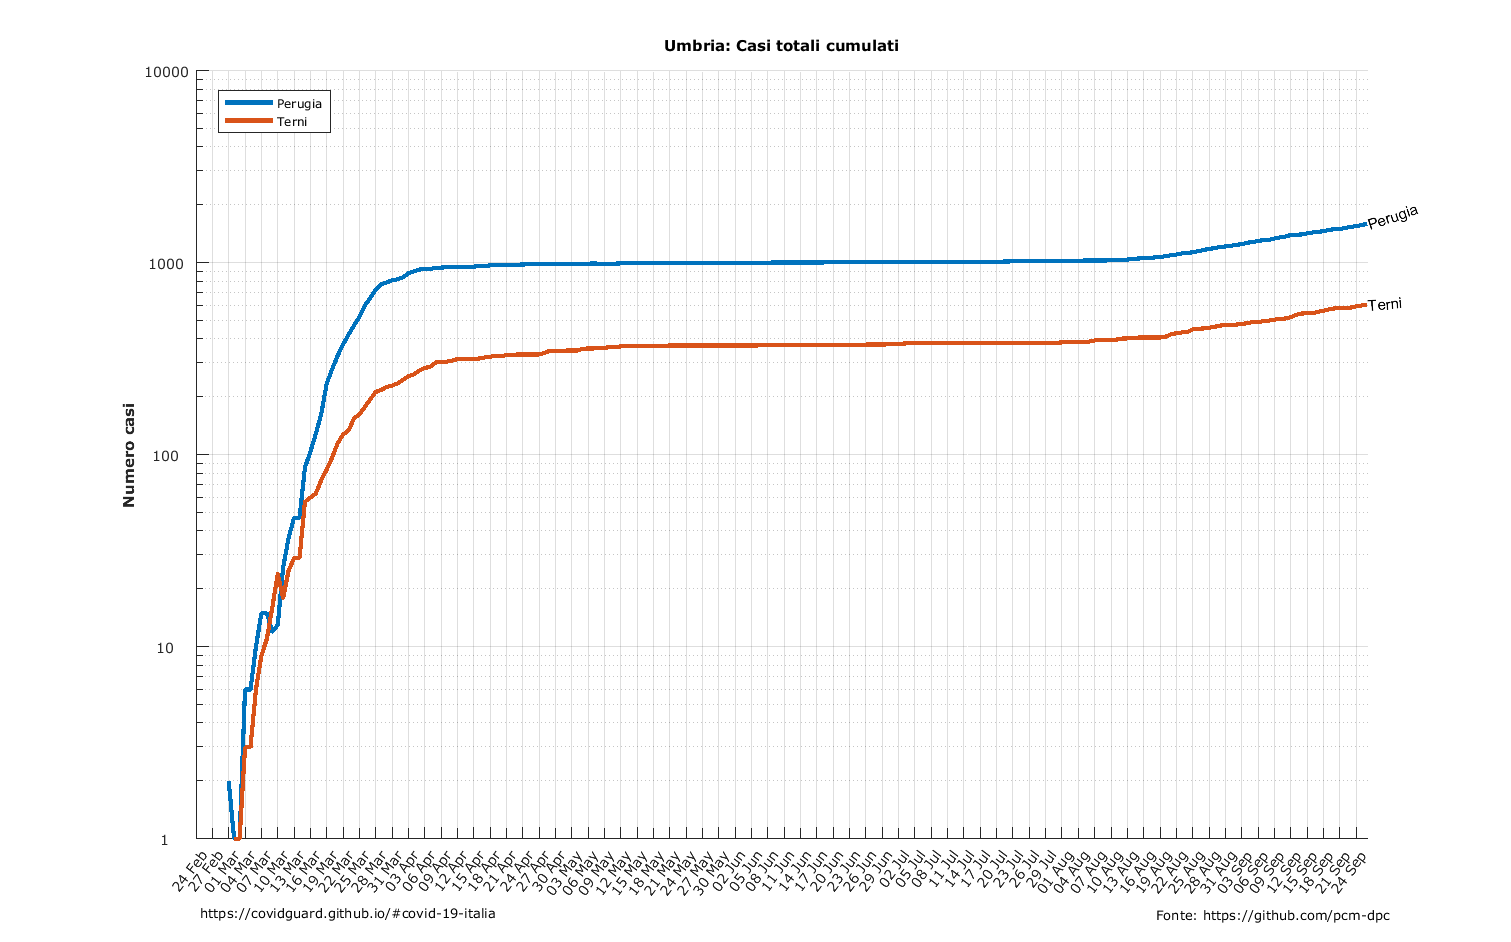 Umbria: Casi totali cumulati
10000
1000
100
10
1
Numero casi
Perugia
Terni
Perugia
Terni
24 Feb
27 Feb
01 Mar
04 Mar
07 Mar
10 Mar
13 Mar
16 Mar
19 Mar
22 Mar
25 Mar
28 Mar
31 Mar
03 Apr
06 Apr
09 Apr
12 Apr
15 Apr
18 Apr
21 Apr
24 Apr
27 Apr
30 Apr
03 May
06 May
09 May
12 May
15 May
18 May
21 May
24 May
27 May
30 May
02 Jun
05 Jun
08 Jun
11 Jun
14 Jun
17 Jun
20 Jun
23 Jun
26 Jun
29 Jun
02 Jul
05 Jul
08 Jul
11 Jul
14 Jul
17 Jul
20 Jul
23 Jul
26 Jul
29 Jul
01 Aug
04 Aug
07 Aug
10 Aug
13 Aug
16 Aug
19 Aug
22 Aug
25 Aug
28 Aug
31 Aug
03 Sep
06 Sep
09 Sep
12 Sep
15 Sep
18 Sep
21 Sep
24 Sep
https://covidguard.github.io/#covid-19-italia
Fonte: https://github.com/pcm-dpc